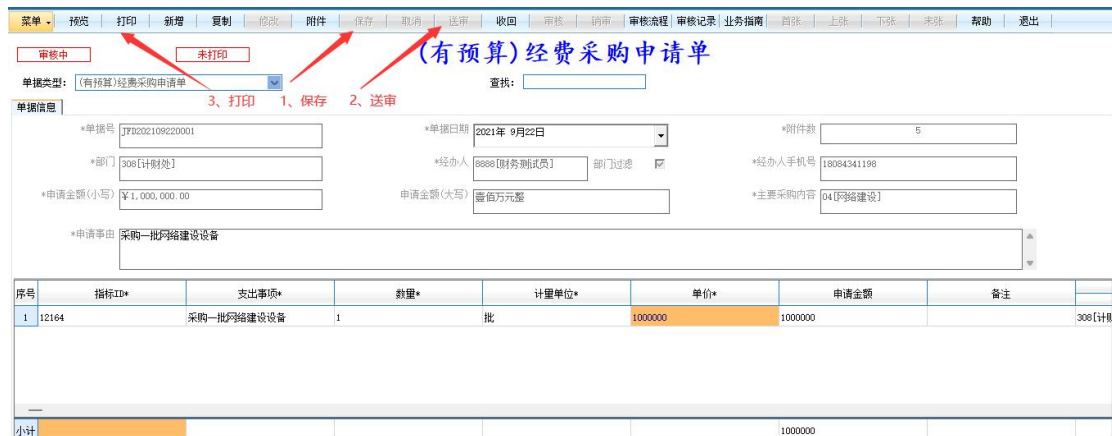 菜单 预览 打印 新增 复制 修改 附件 保存 取消 送审 收回 审核 销审 审核流程 审核记录 业务指南 首张 上张 下张 末张 帮助 退出
审核中 未打印 (有预算)经费采购申请单
单据类型: (有预算)经费采购申请单 查找:
3、打印 1、保存 2、送审
单据信息
*单据号 JFD202109220001 *单据日期 2021年 9月22日 *附件数 5
*部门 308[计财处] *经办人 8888[财务测试员] 部门过滤 *经办人手机号 18084341198
*申请金额(小写) ¥1,000,000.00 申请金额(大写) 壹佰万元整 *主要采购内容 04[网络建设]
*申请事由 采购一批网络建设设备
序号 指标ID* 支出事项* 数量* 计量单位* 单价* 申请金额 备注
1 12164 采购一批网络建设设备 1 批 1000000 1000000 308[计财
小计 1000000